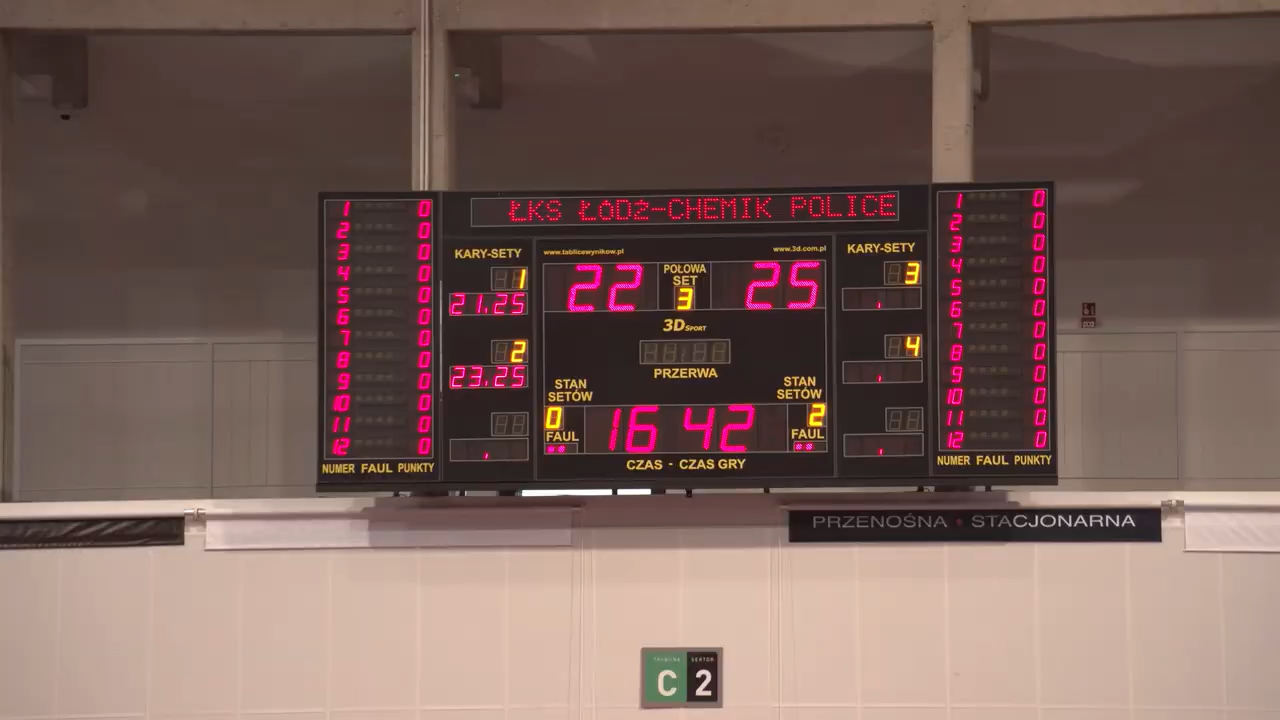 ŁKS ŁÓDŹ-CHEMIK POLICE
1 0
2 0
3 0
4 0
5 0
6 0
7 0
8 0
9 0
10 0
11 0
12 0
NUMER FAUL PUNKTY
KARY-SETY
1
21.25
2
23.25
www.tablicewynikow.pl
www.3d.com.pl
22
POŁOWA
SET
3
25
3D SPORT
PRZERWA
STAN
SETÓW
0
FAUL
16 42
STAN
SETÓW
2
FAUL
CZAS - CZAS GRY
KARY-SETY
3
4
1 0
2 0
3 0
4 0
5 0
6 0
7 0
8 0
9 0
10 0
11 0
12 0
NUMER FAUL PUNKTY
PRZENOŚNA • STACJONARNA
TRYBUNA SEKTOR
C 2